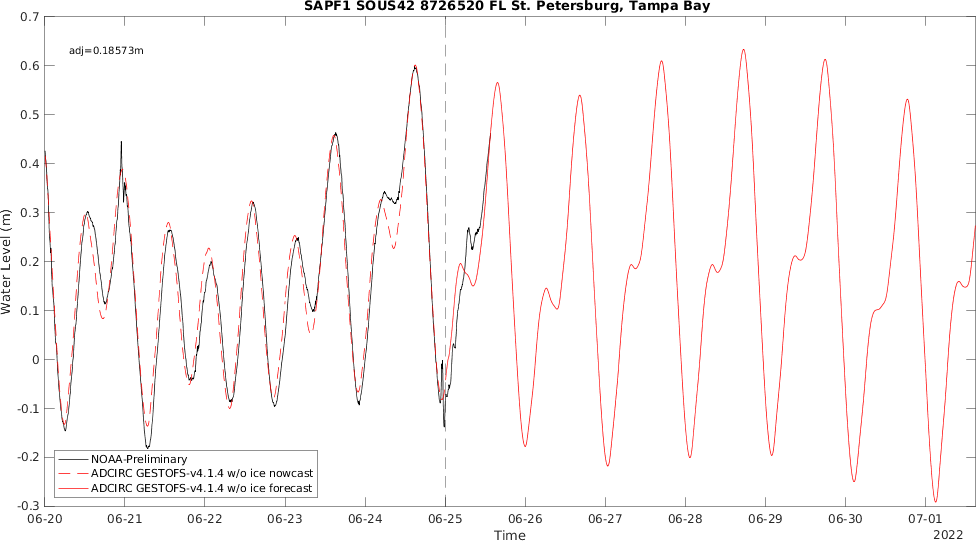 SAPF1 SOUS42 8726520 FL St. Petersburg, Tampa Bay
adj=0.18573m
Water Level (m)
0.7
0.6
0.5
0.4
0.3
0.2
0.1
0
-0.1
-0.2
-0.3
NOAA-Preliminary
ADCIRC GESTOFS-v4.1.4 w/o ice nowcast
ADCIRC GESTOFS-v4.1.4 w/o ice forecast
06-20 06-21 06-22 06-23 06-24 06-25 06-26 06-27 06-28 06-29 06-30 07-01
Time
2022